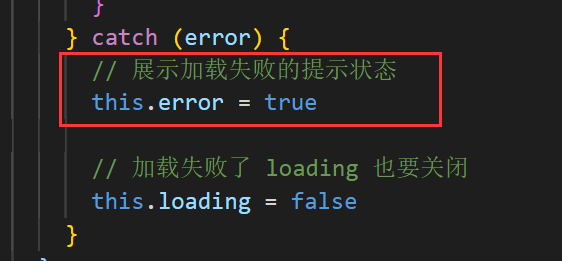 }
} catch (error) {
// 展示加载失败的提示状态
this.error = true
// 加载失败了 loading 也要关闭
this.loading = false
}